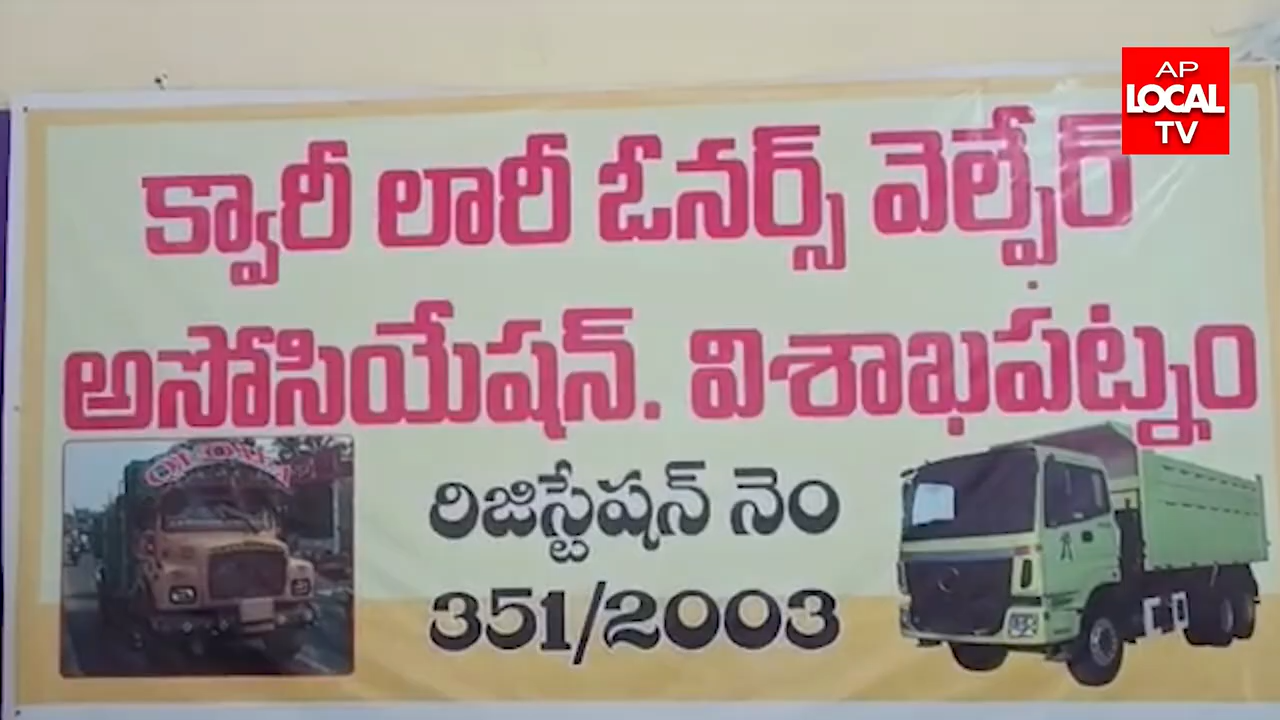 AP
LOCAL
TV
క్వారీ లారీ ఓనర్స్ వెల్ఫేర్
అసోసియేషన్. విశాఖపట్నం
రిజిస్టేషన్ నెం
351/2003